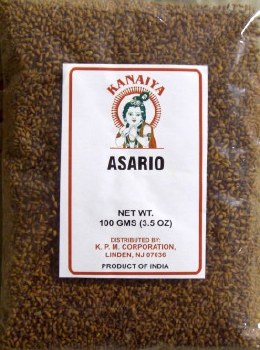 KANAIYA
ASARIO
NET WT.
100 GMS (3.5 OZ)
DISTRIBUTED BY:
K. P. M. CORPORATION,
LINDEN, NJ 07036
PRODUCT OF INDIA